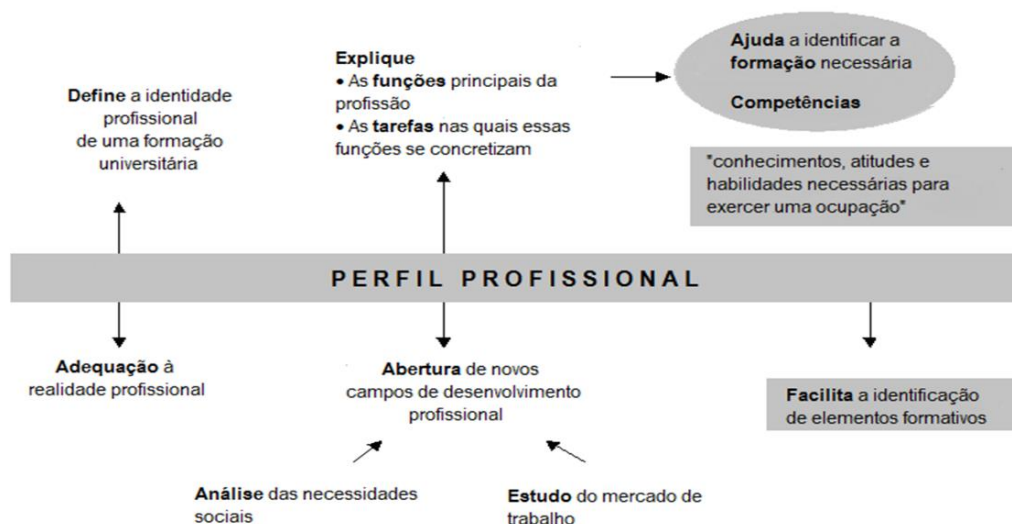 Define a identidade
profissional
de uma formação
universitária
Explique
• As funções principais da
profissão
• As tarefas nas quais essas
funções se concretizam
Ajuda a identificar a
formação necessária
Competências
"conhecimentos, atitudes e
habilidades necessárias para
exercer uma ocupação"
PERFIL PROFISSIONAL
Adequação à
realidade profissional
Abertura de novos
campos de desenvolvimento
profissional
Facilita a identificação
de elementos formativos
Análise das necessidades
sociais
Estudo do mercado de
trabalho